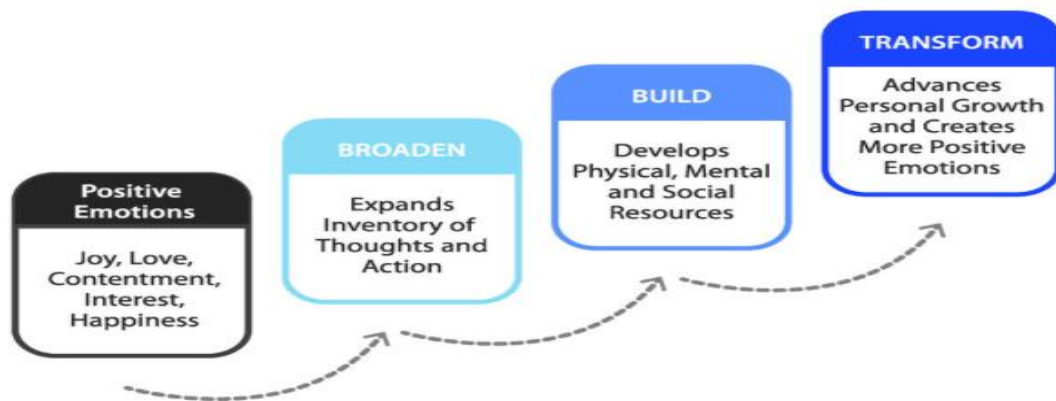 Positive
Emotions
Joy, Love,
Contentment,
Interest,
Happiness
BROADEN
Expands
Inventory of
Thoughts and
Action
BUILD
Develops
Physical, Mental
and Social
Resources
TRANSFORM
Advances
Personal Growth
and Creates
More Positive
Emotions